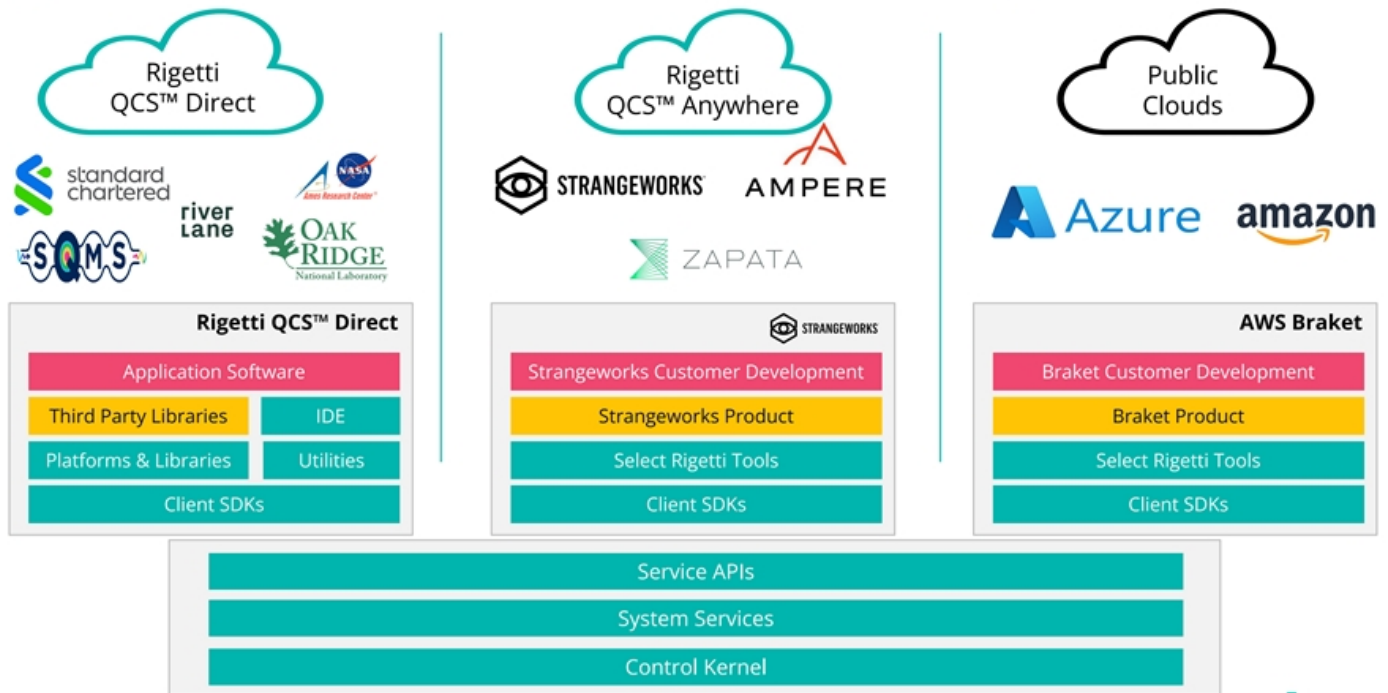 Rigetti
QCS™ Direct
Rigetti
QCS™ Anywhere
Public
Clouds
standard
chartered
river
Lane
NASA
Ames Research Center
SQMS
OAK
RIDGE
National Laboratory
STRANGEWORKS
AMPERE
ZAPATA
Azure
amazon
Rigetti QCS™ Direct
Application Software
Third Party Libraries
IDE
Platforms & Libraries
Utilities
Client SDKs
STRANGEWORKS
Strangeworks Customer Development
Strangeworks Product
Select Rigetti Tools
Client SDKs
AWS Braket
Braket Customer Development
Braket Product
Select Rigetti Tools
Client SDKs
Service APIs
System Services
Control Kernel